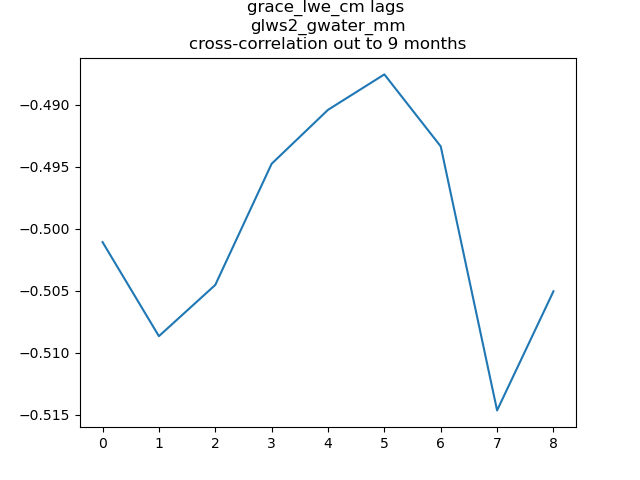 grace_lwe_cm lags
glws2_gwater_mm
cross-correlation out to 9 months
−0.490
−0.495
−0.500
−0.505
−0.510
−0.515
0 1 2 3 4 5 6 7 8